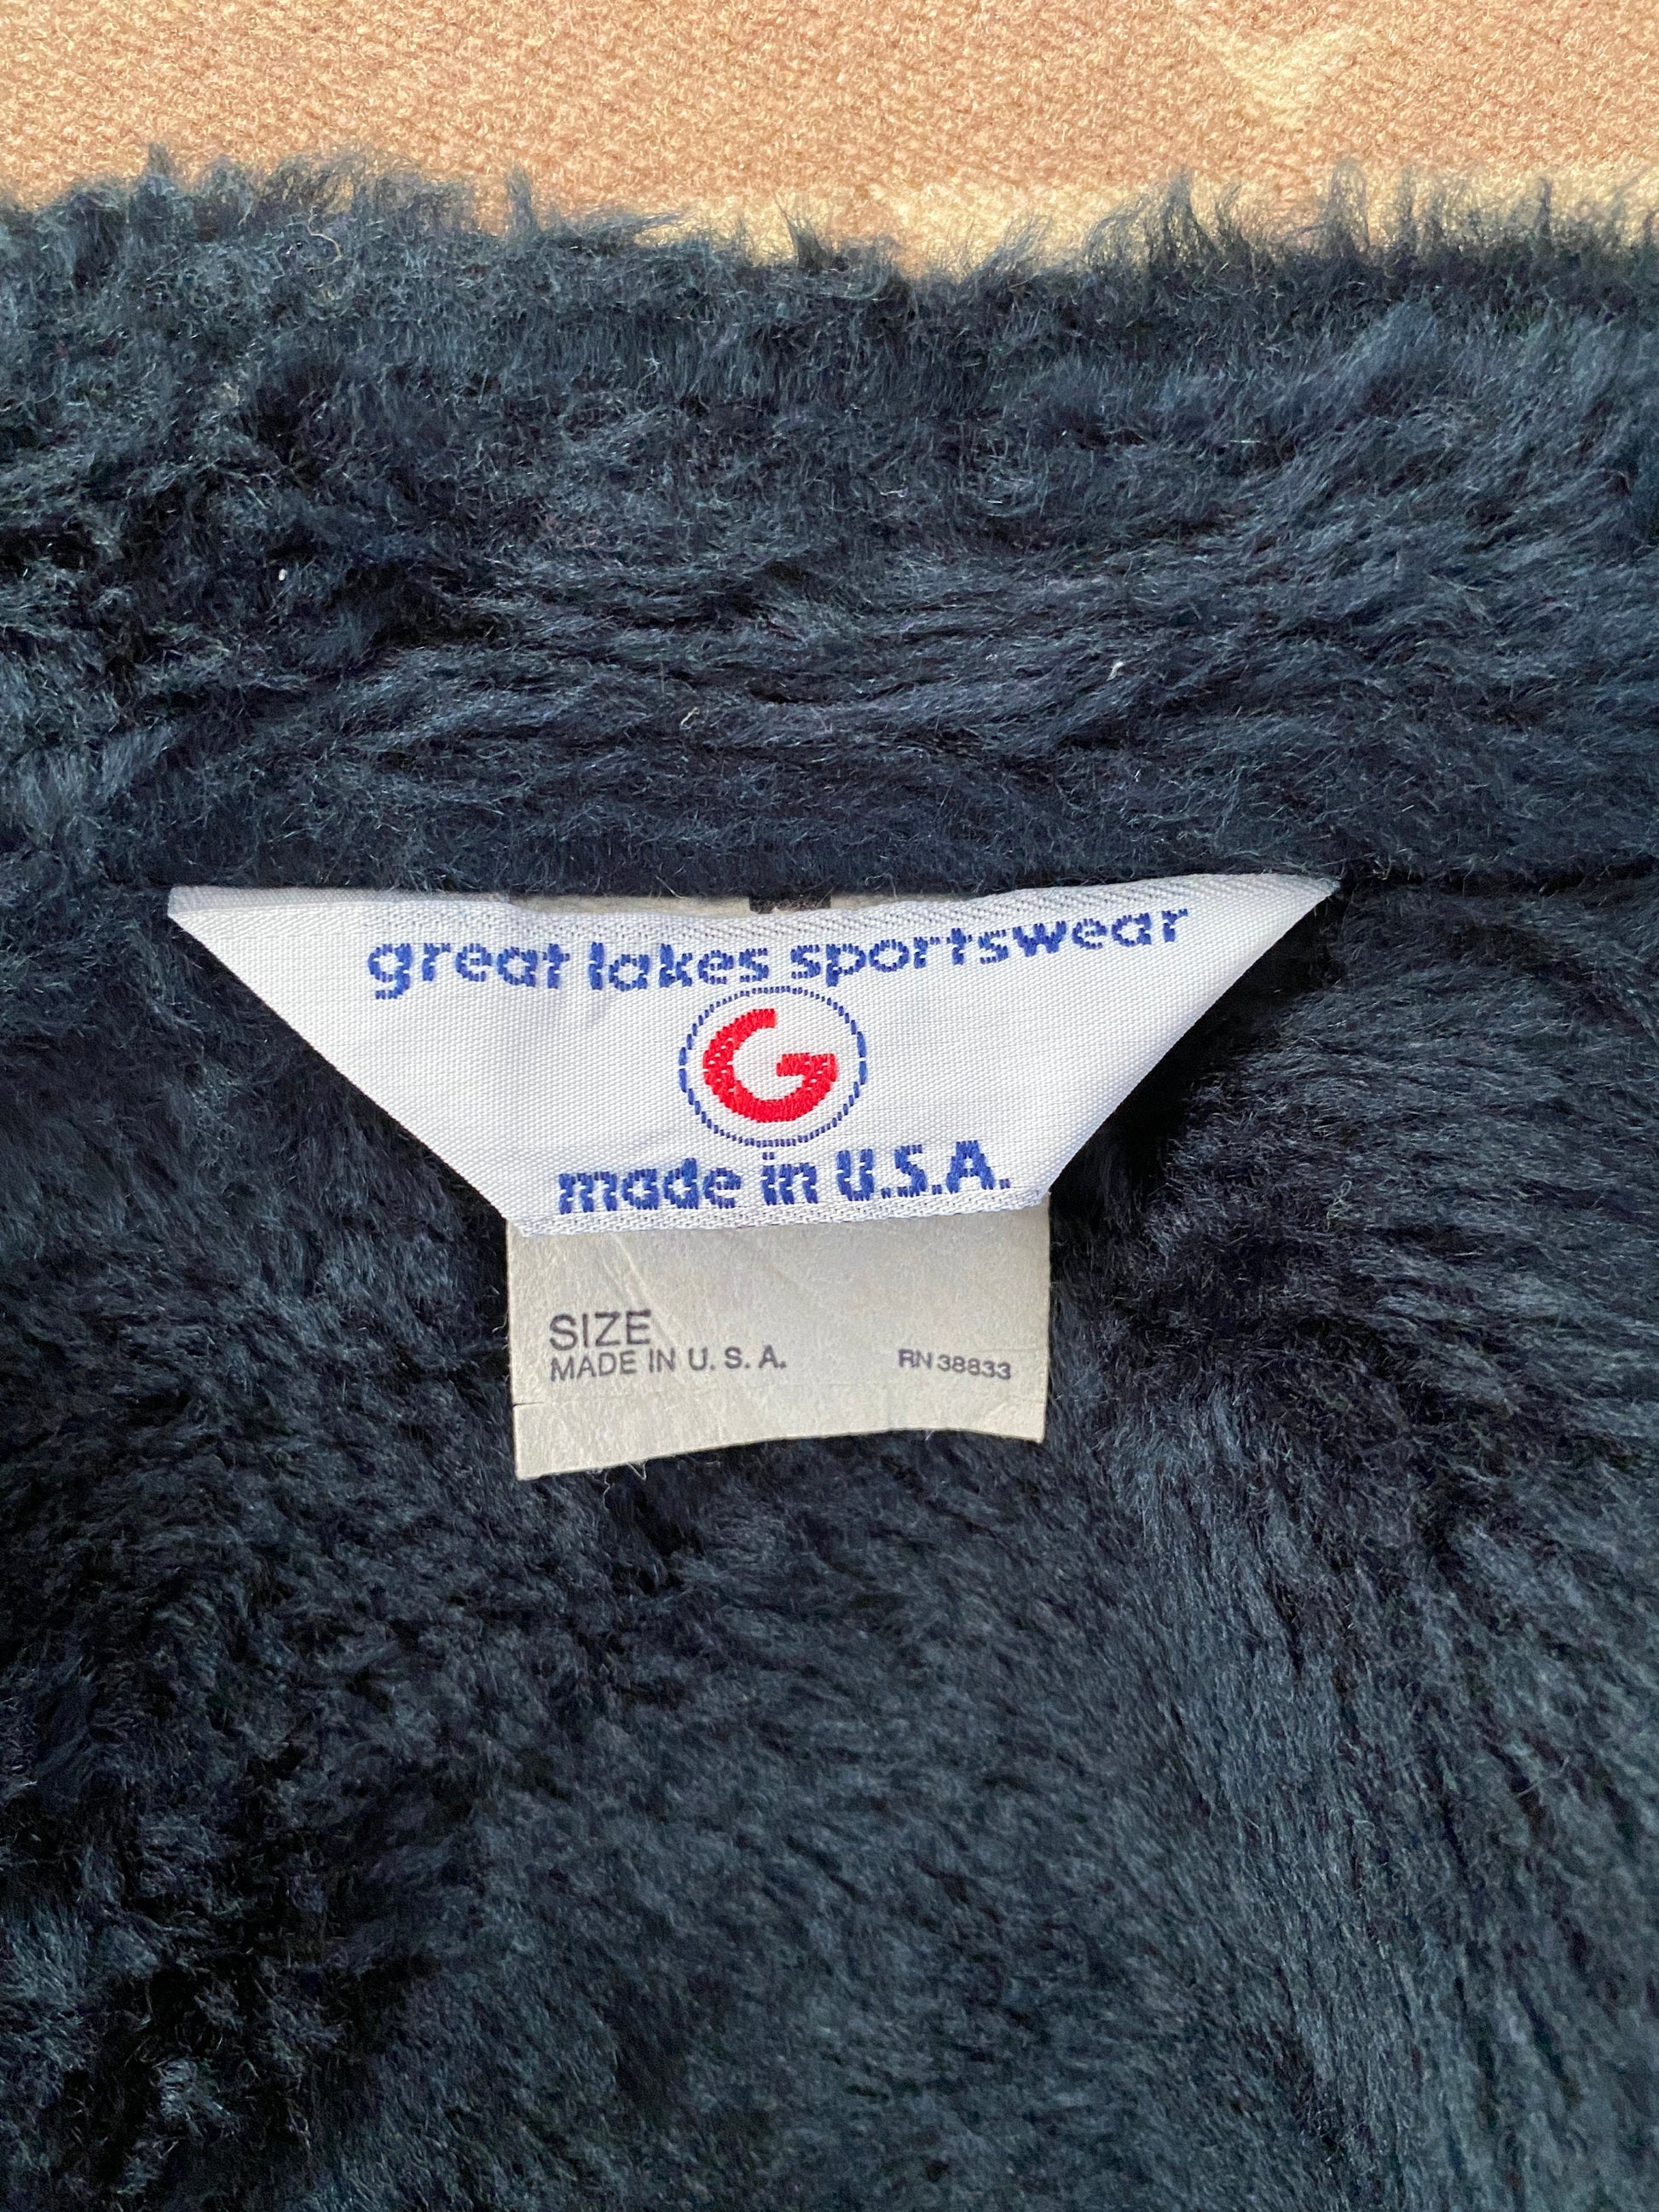 great lakes sportswear
G
made in U.S.A.
SIZE
MADE IN U. S. A. RN 38833